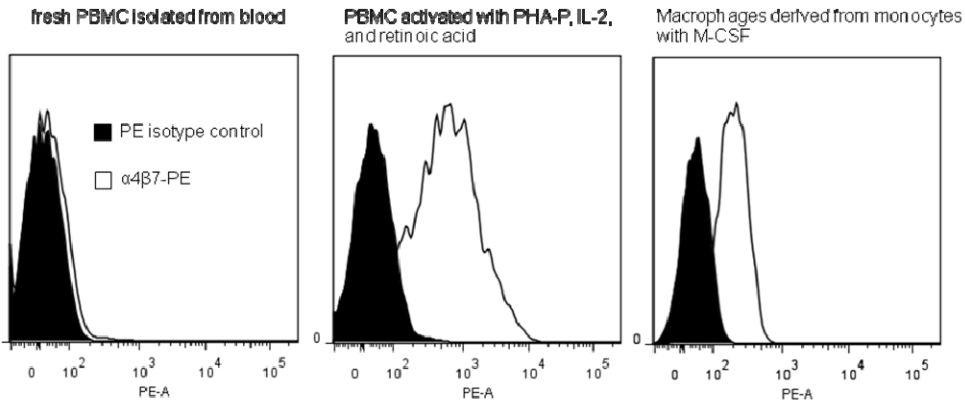 fresh PBMC isolated from blood
PE isotype control
α4β7-PE
0 10² 10³ 10⁴ 10⁵
PE-A
PBMC activated with PHA-P, IL-2,
and retinoic acid
0
0 10² 10³ 10⁴ 10⁵
PE-A
Macrophages derived from monocytes
with M-CSF
0
0 10² 10³ 10⁴ 10⁵
PE-A